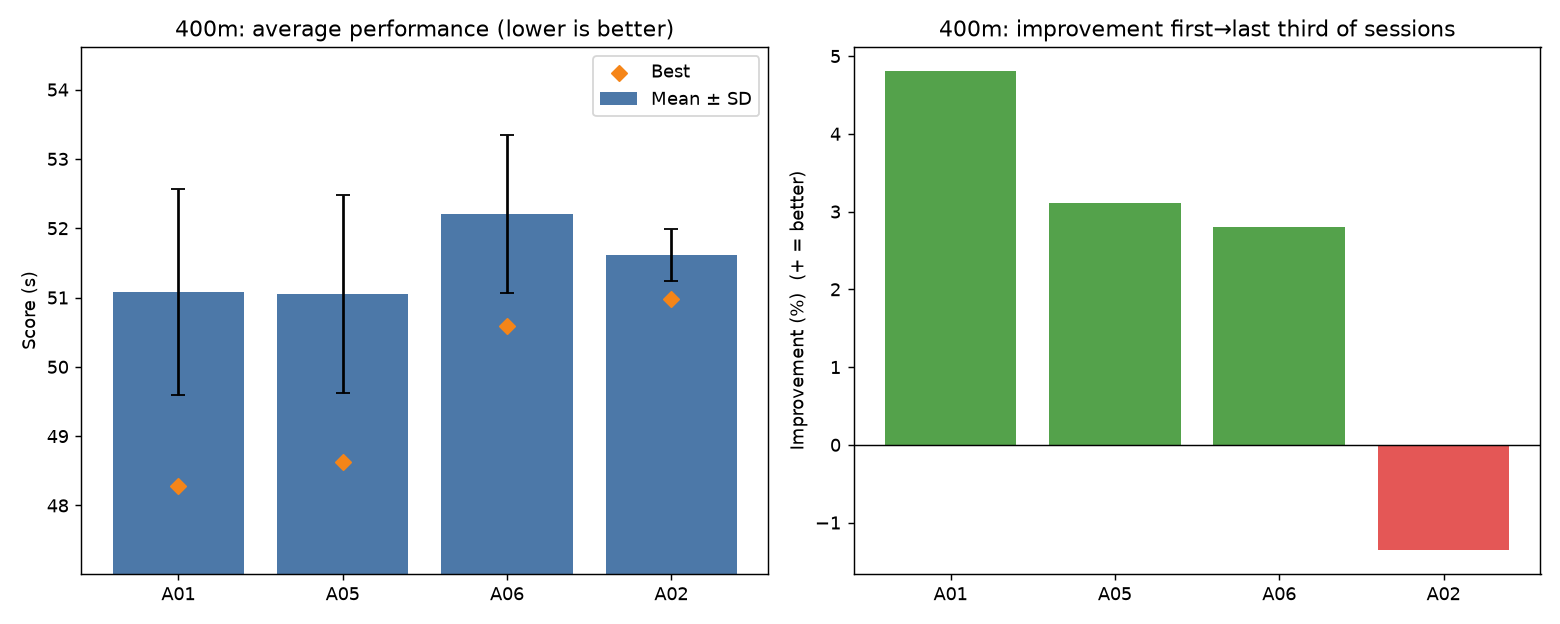 400m: average performance (lower is better)
Score (s)
54
53
52
51
50
49
48
Best
Mean ± SD
A01
A05
A06
A02
400m: improvement first→last third of sessions
Improvement (%)  (+ = better)
5
4
3
2
1
0
−1
A01
A05
A06
A02